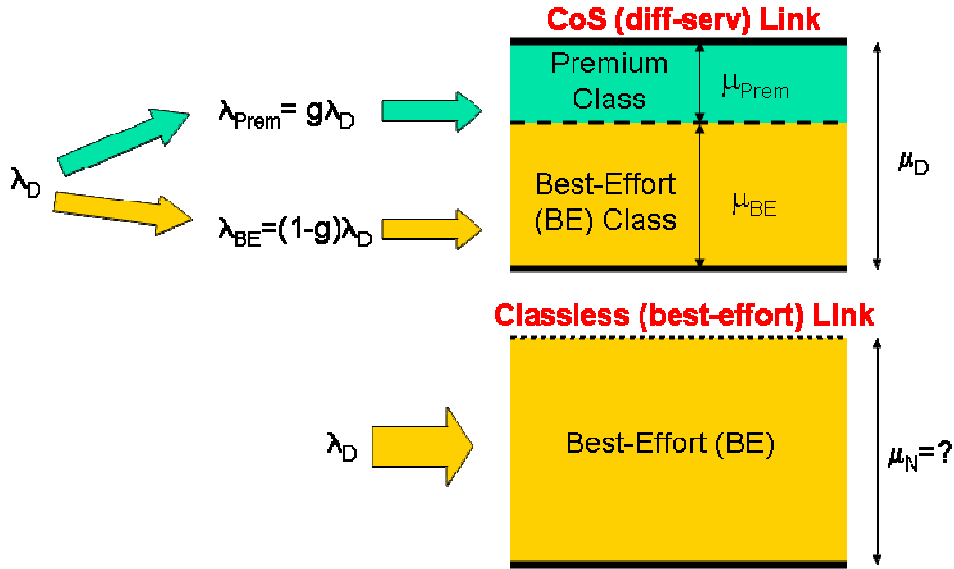 CoS (diff-serv) Link
Premium
Class
μPrem
λPrem= gλD
λD
μD
Best-Effort
(BE) Class
μBE
λBE=(1-g)λD
Classless (best-effort) Link
λD
Best-Effort (BE)
μN=?